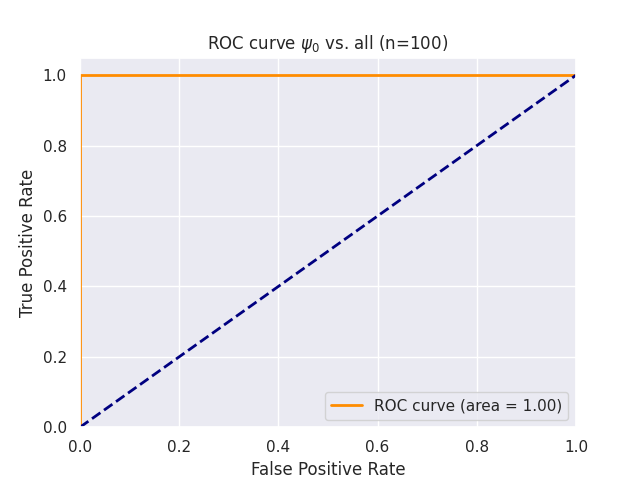 ROC curve ψ₀ vs. all (n=100)
True Positive Rate
1.0
0.8
0.6
0.4
0.2
0.0
ROC curve (area = 1.00)
0.0 0.2 0.4 0.6 0.8 1.0
False Positive Rate